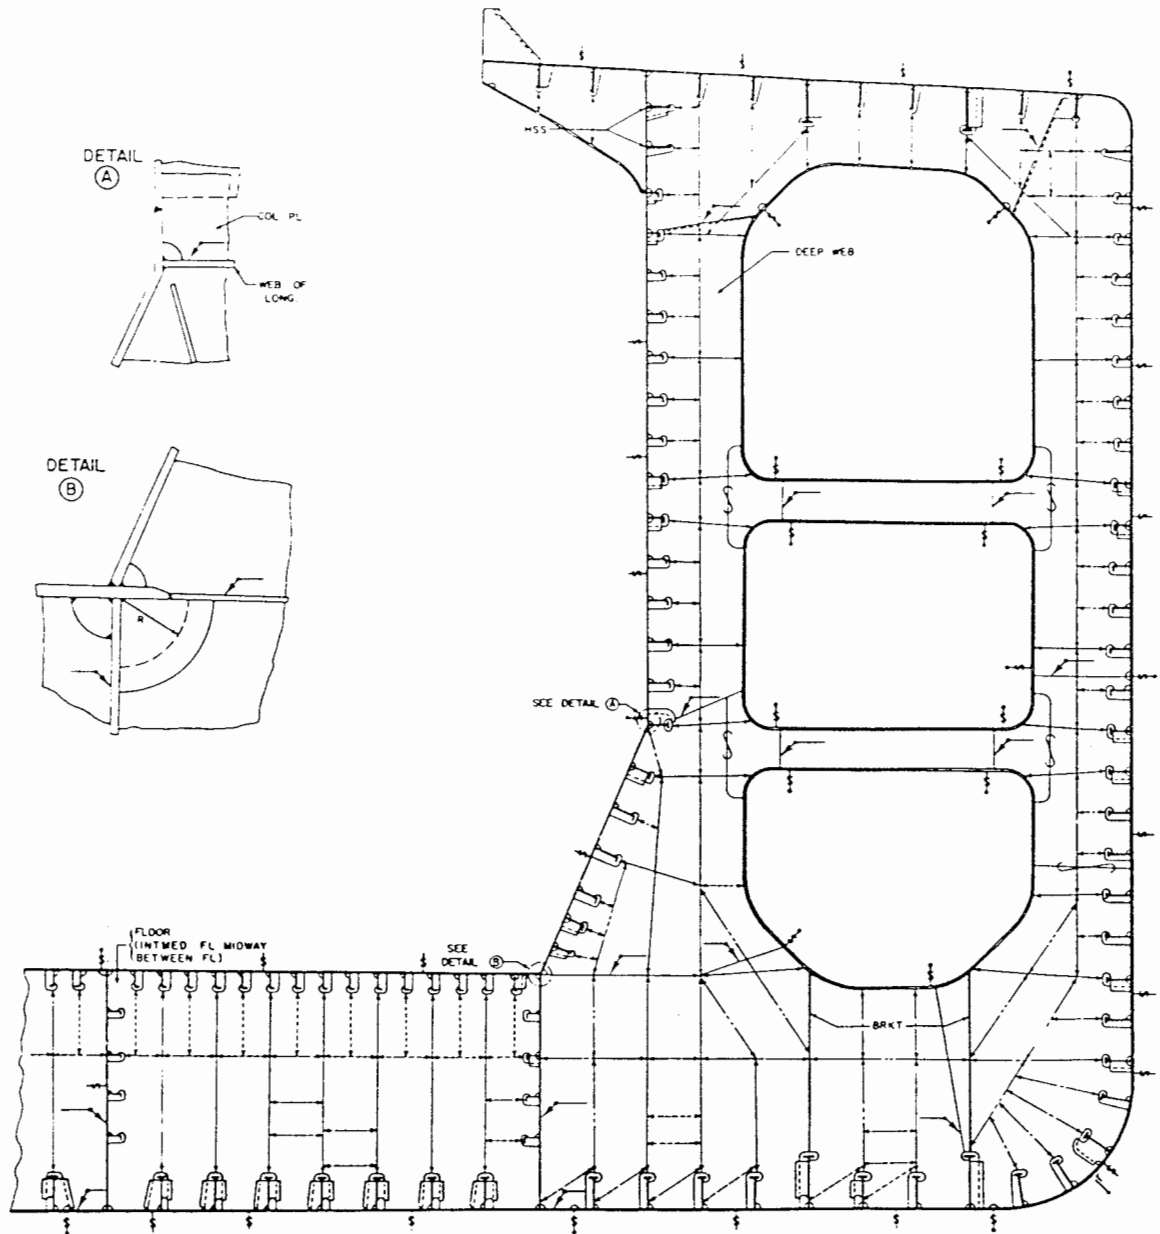 HSS
DETAIL
A
COL PL
WEB OF
LONG.
DEEP WEB
DETAIL
B
R
SEE DETAIL A
FLOOR
(INTMED FL MIDWAY
BETWEEN FL)
SEE
DETAIL B
BRKT